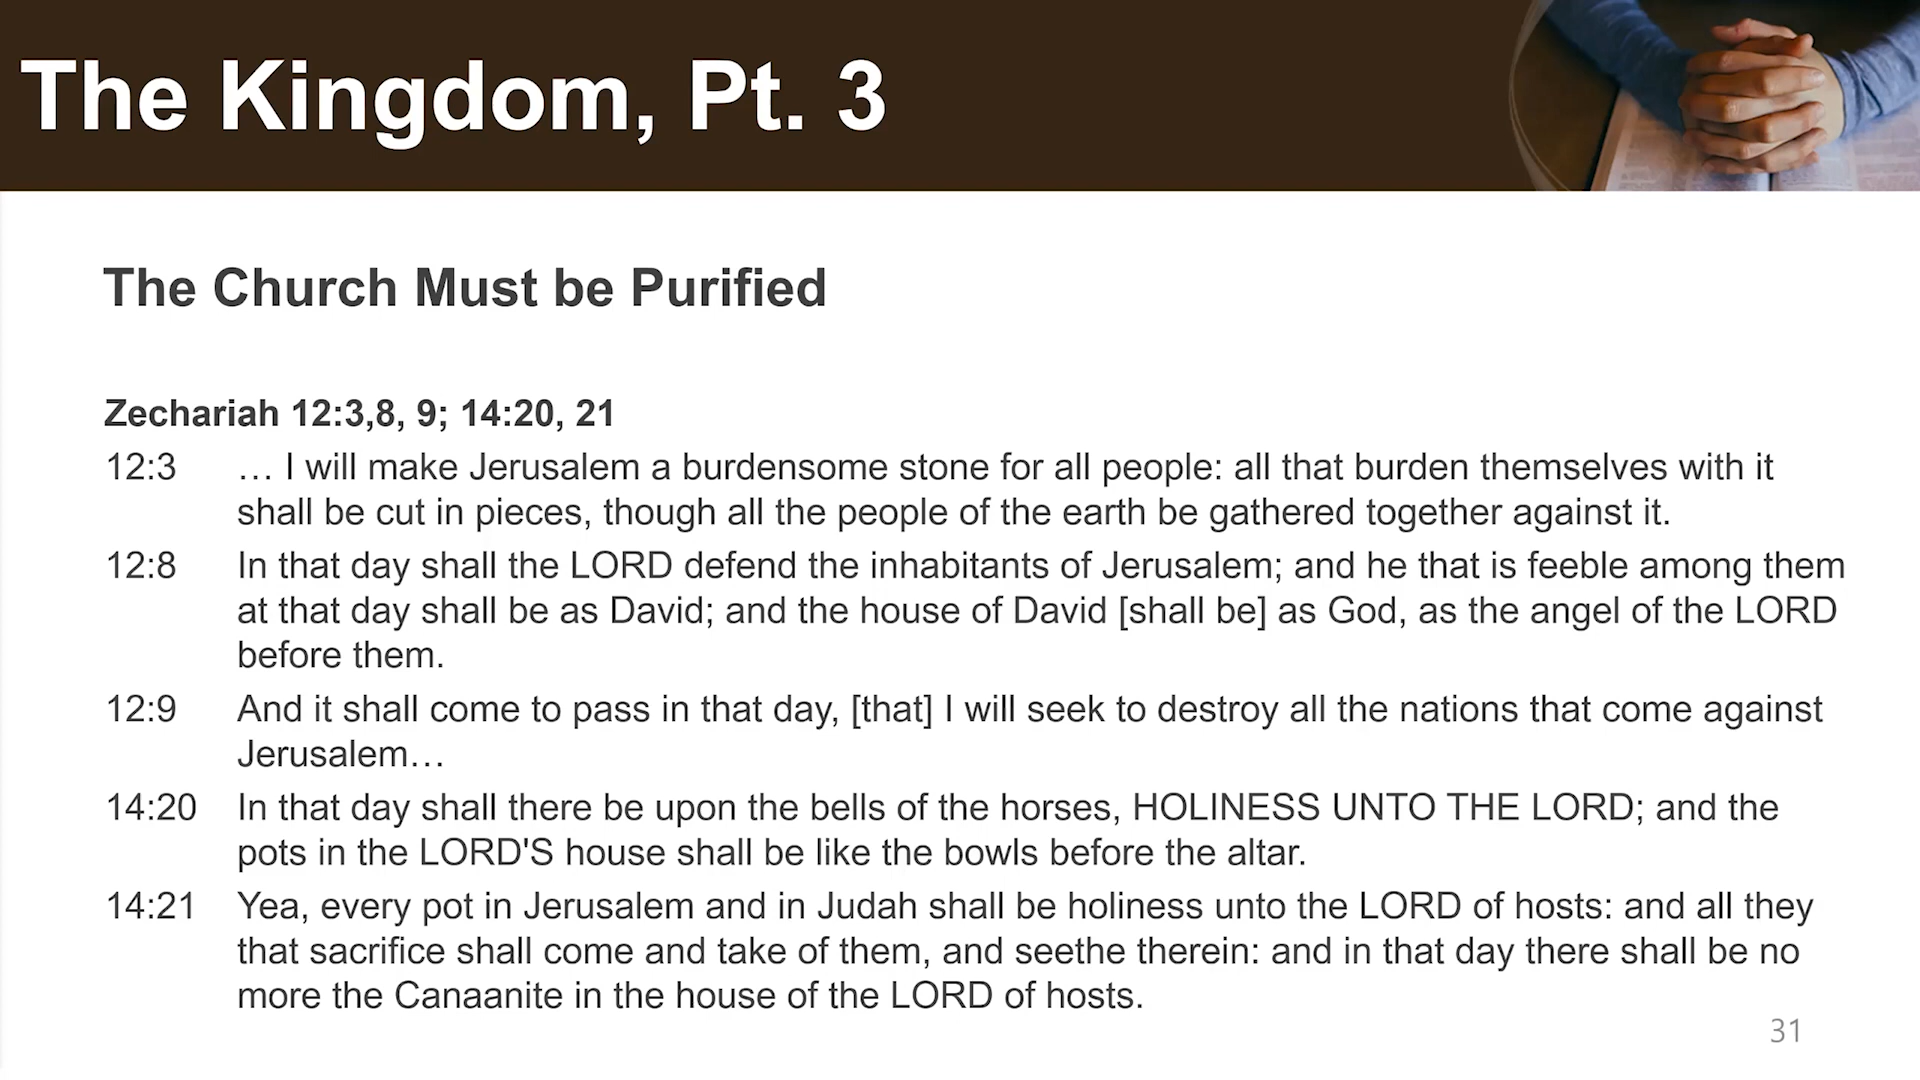 The Kingdom, Pt. 3
The Church Must be Purified
Zechariah 12:3,8, 9; 14:20, 21
12:3 … I will make Jerusalem a burdensome stone for all people: all that burden themselves with it
shall be cut in pieces, though all the people of the earth be gathered together against it.
12:8 In that day shall the LORD defend the inhabitants of Jerusalem; and he that is feeble among them
at that day shall be as David; and the house of David [shall be] as God, as the angel of the LORD
before them.
12:9 And it shall come to pass in that day, [that] I will seek to destroy all the nations that come against
Jerusalem…
14:20 In that day shall there be upon the bells of the horses, HOLINESS UNTO THE LORD; and the
pots in the LORD'S house shall be like the bowls before the altar.
14:21 Yea, every pot in Jerusalem and in Judah shall be holiness unto the LORD of hosts: and all they
that sacrifice shall come and take of them, and seethe therein: and in that day there shall be no
more the Canaanite in the house of the LORD of hosts.
31